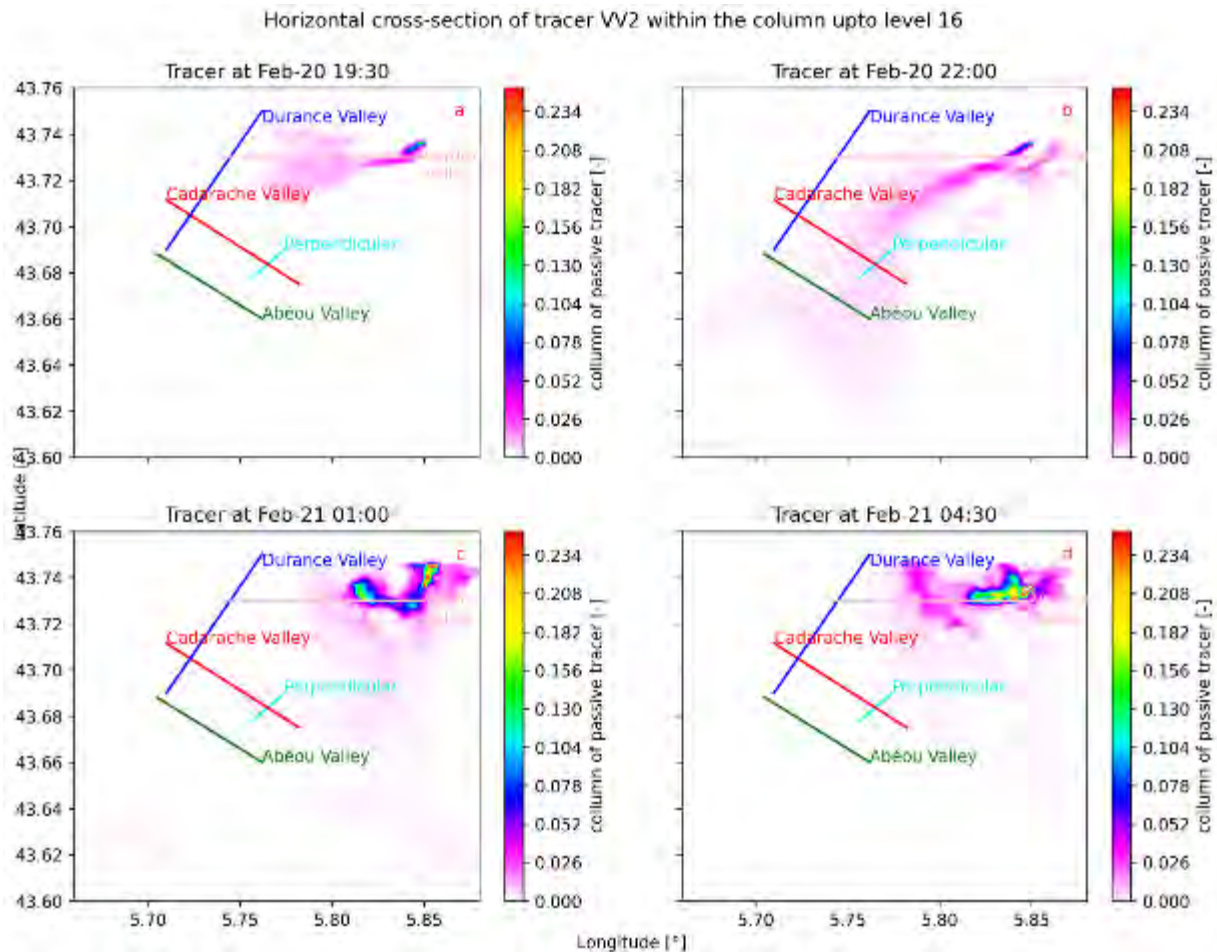 Horizontal cross-section of tracer VV2 within the column upto level 16
Tracer at Feb-20 19:30
43.76
43.74
43.72
43.70
43.68
43.66
43.64
43.62
43.60
Durance Valley
a
Cadarache Valley
Perpendicular
Abéou Valley
0.234
0.208
0.182
0.156
0.130
0.104
0.078
0.052
0.026
0.000
collumn of passive tracer [-]
Tracer at Feb-20 22:00
Durance Valley
b
Cadarache Valley
Perpendicular
Abéou Valley
0.234
0.208
0.182
0.156
0.130
0.104
0.078
0.052
0.026
0.000
collumn of passive tracer [-]
Latitude [°]
Tracer at Feb-21 01:00
43.76
43.74
43.72
43.70
43.68
43.66
43.64
43.62
43.60
5.70
5.76
5.80
5.85
Durance Valley
c
Cadarache Valley
Perpendicular
Abéou Valley
0.234
0.208
0.182
0.156
0.130
0.104
0.078
0.052
0.026
0.000
collumn of passive tracer [-]
Tracer at Feb-21 04:30
5.70
5.76
5.80
5.85
Durance Valley
d
Cadarache Valley
Perpendicular
Abéou Valley
0.234
0.208
0.187
0.156
0.130
0.104
0.078
0.057
0.026
0.000
collumn of passive tracer [-]
Longitude [°]